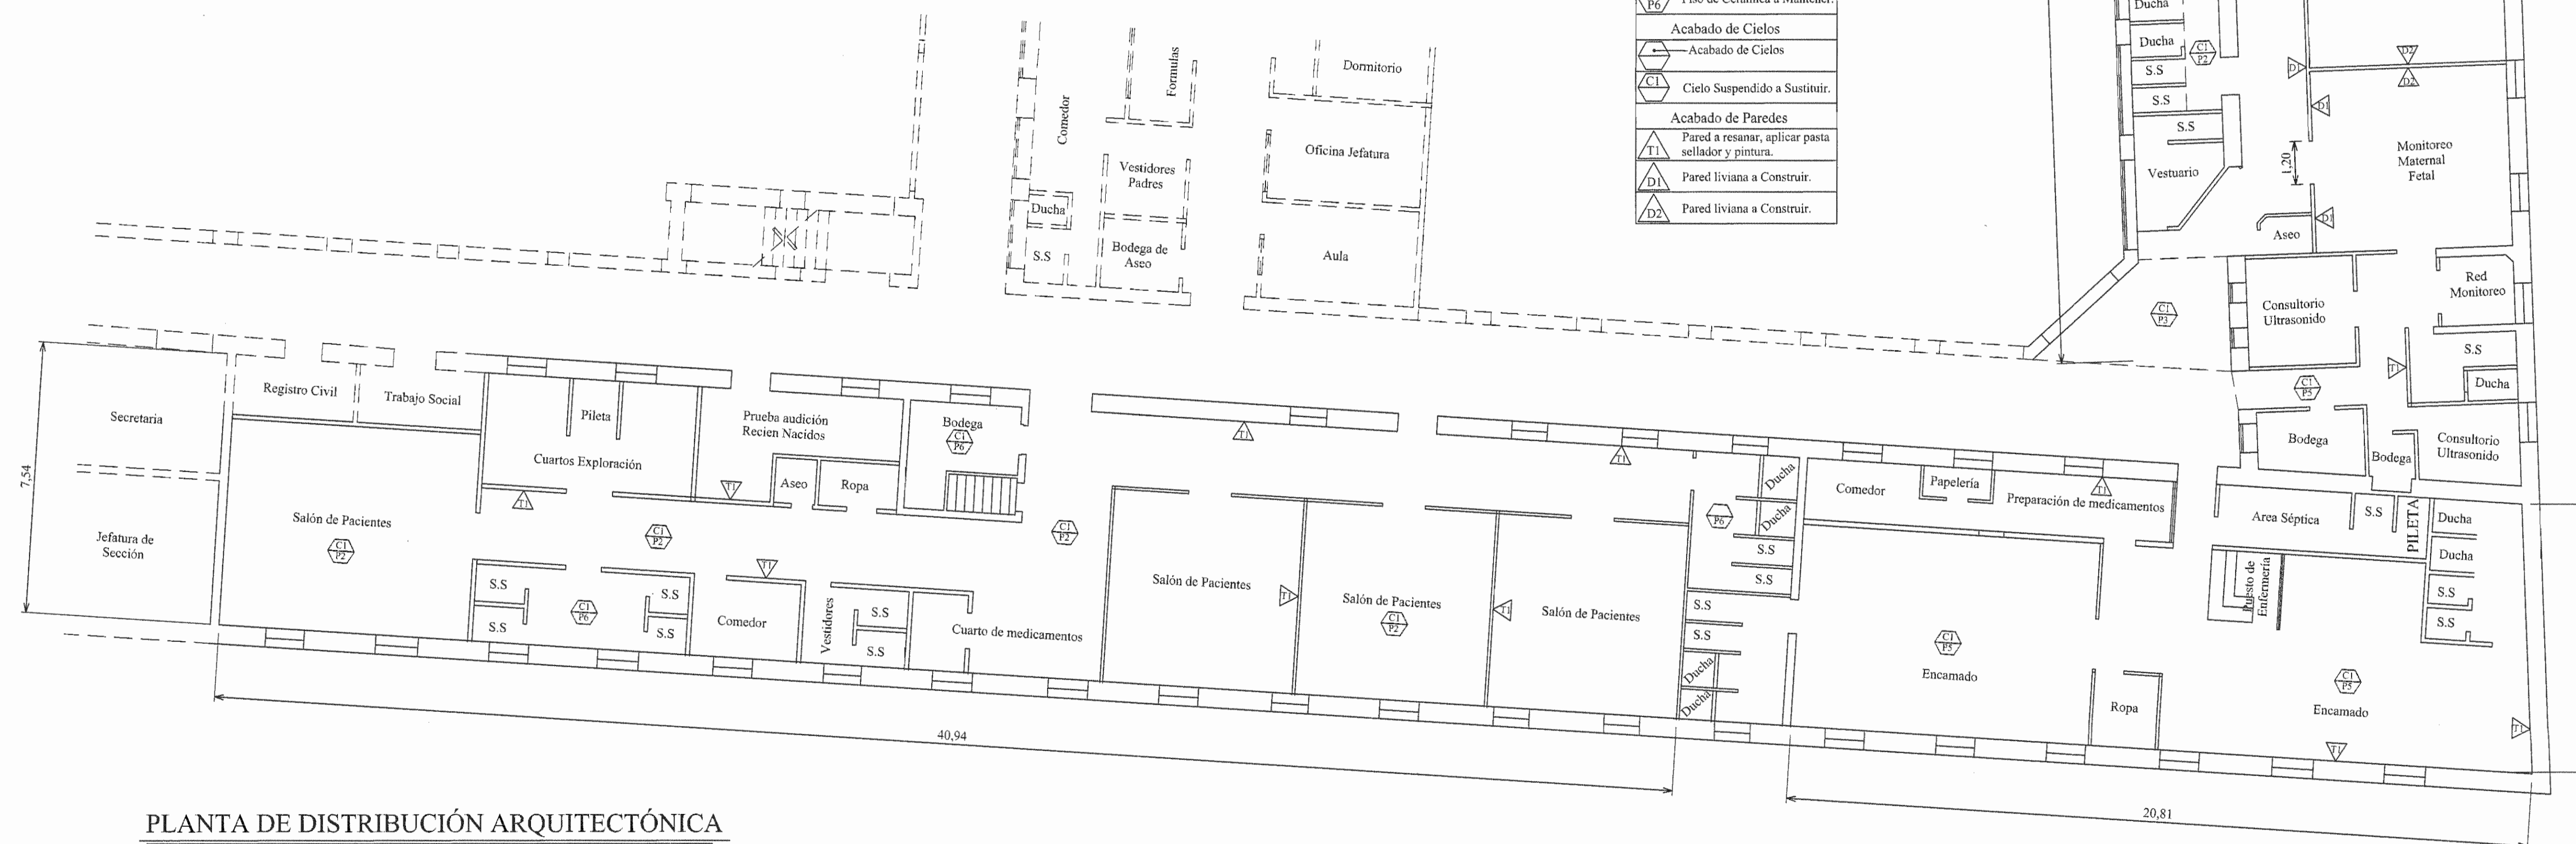 P6
Piso de Cerámica a Mantener.
Acabado de Cielos
Acabado de Cielos
C1
Cielo Suspendido a Sustituir.
Acabado de Paredes
T1
Pared a resanar, aplicar pasta
sellador y pintura.
D1
Pared liviana a Construir.
D2
Pared liviana a Construir.
Comedor
Formulas
Dormitorio
Oficina Jefatura
Vestidores
Padres
Ducha
S.S
Bodega de
Aseo
Aula
Ducha
Ducha
C1
P2
S.S
S.S
S.S
Vestuario
D1
D2
D2
D1
1,20
Monitoreo
Maternal
Fetal
D1
Aseo
C1
P3
Consultorio
Ultrasonido
Red
Monitoreo
S.S
T1
Ducha
C1
P5
Bodega
Bodega
Consultorio
Ultrasonido
7,54
Secretaria
Registro Civil
Trabajo Social
Jefatura de
Sección
Salón de Pacientes
C1
P2
Pileta
Cuartos Exploración
T1
Prueba audición
Recien Nacidos
T1
Aseo
Ropa
Bodega
C1
P6
C1
P2
C1
P2
T1
S.S
S.S
C1
P6
S.S
S.S
Comedor
Vestidores
S.S
S.S
Cuarto de medicamentos
T1
T1
Salón de Pacientes
T1
Salón de Pacientes
C1
P2
T1
Salón de Pacientes
Ducha
Ducha
C1
P6
S.S
S.S
S.S
S.S
Ducha
Ducha
Comedor
Papelería
T1
Preparación de medicamentos
Area Séptica
S.S
PILETA
Ducha
Ducha
S.S
S.S
Puesto de
Enfermería
C1
P5
Encamado
Ropa
C1
P5
Encamado
T1
T1
40,94
20,81
PLANTA DE DISTRIBUCIÓN ARQUITECTÓNICA